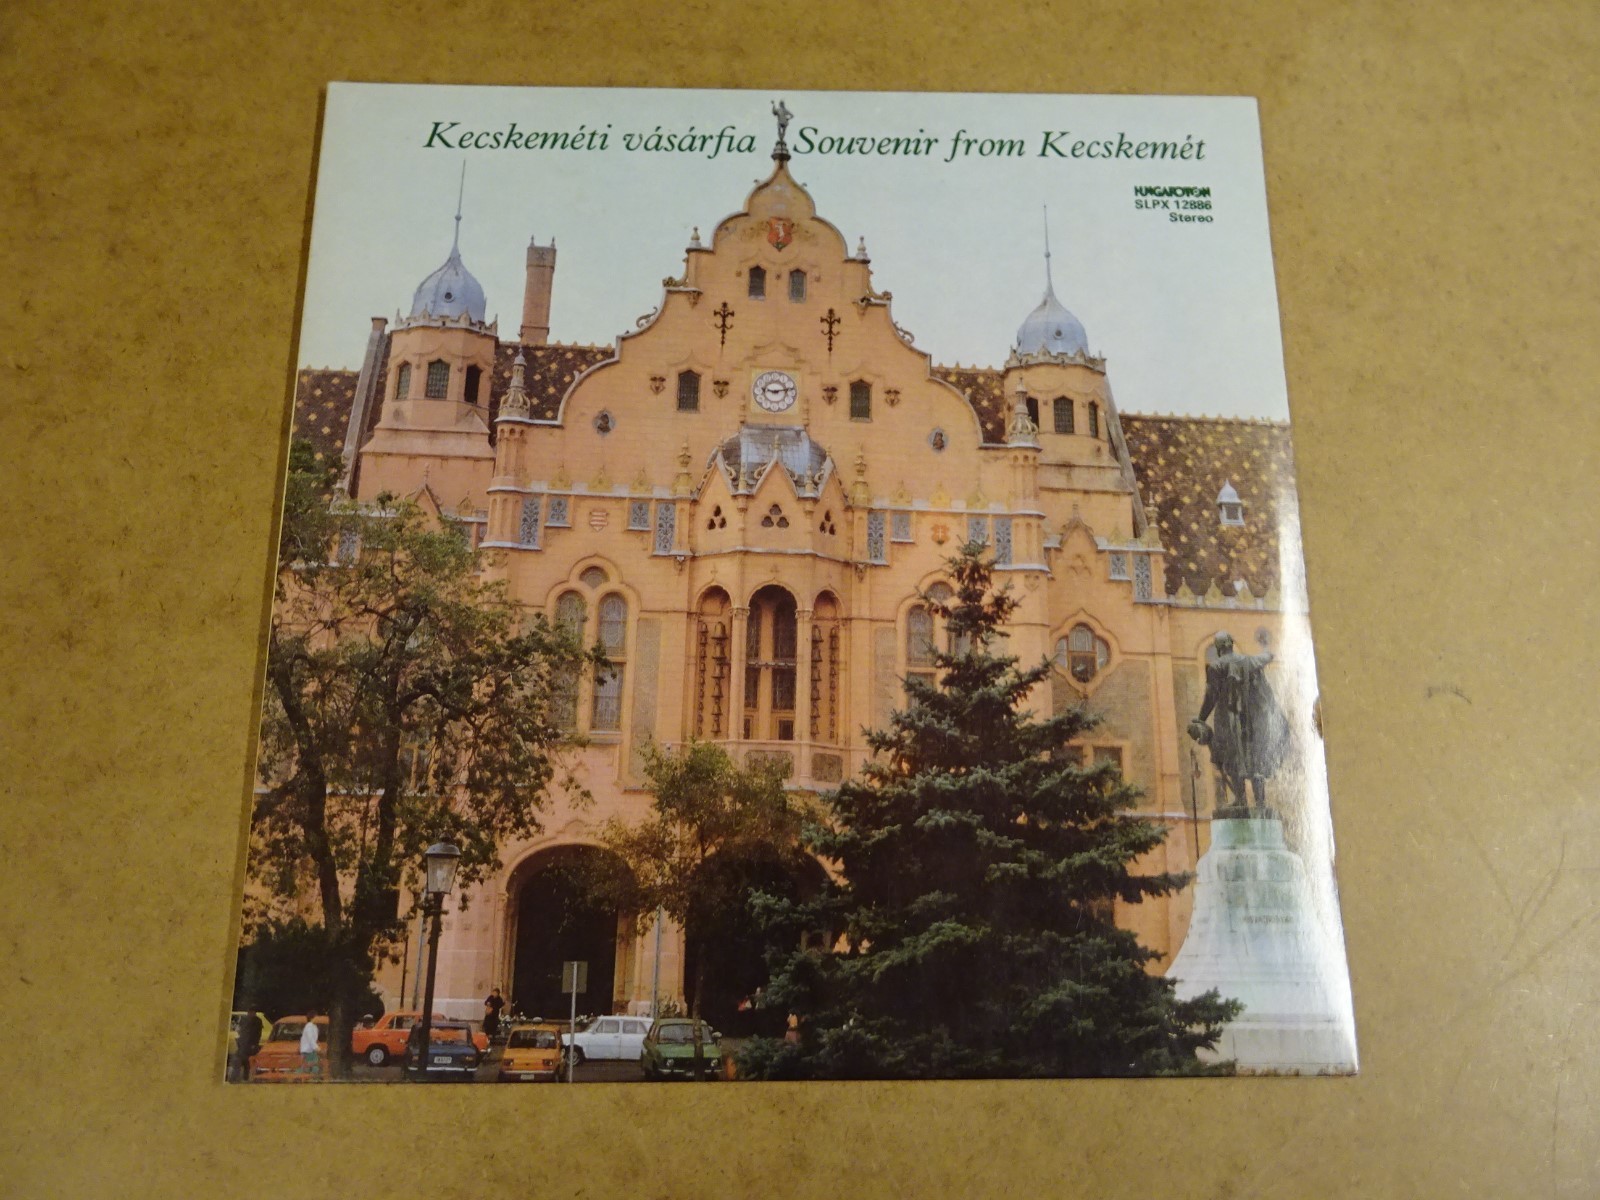 Kecskeméti vásárfia Souvenir from Kecskemét
HUNGAROTON
SLPX 12886
Stereo